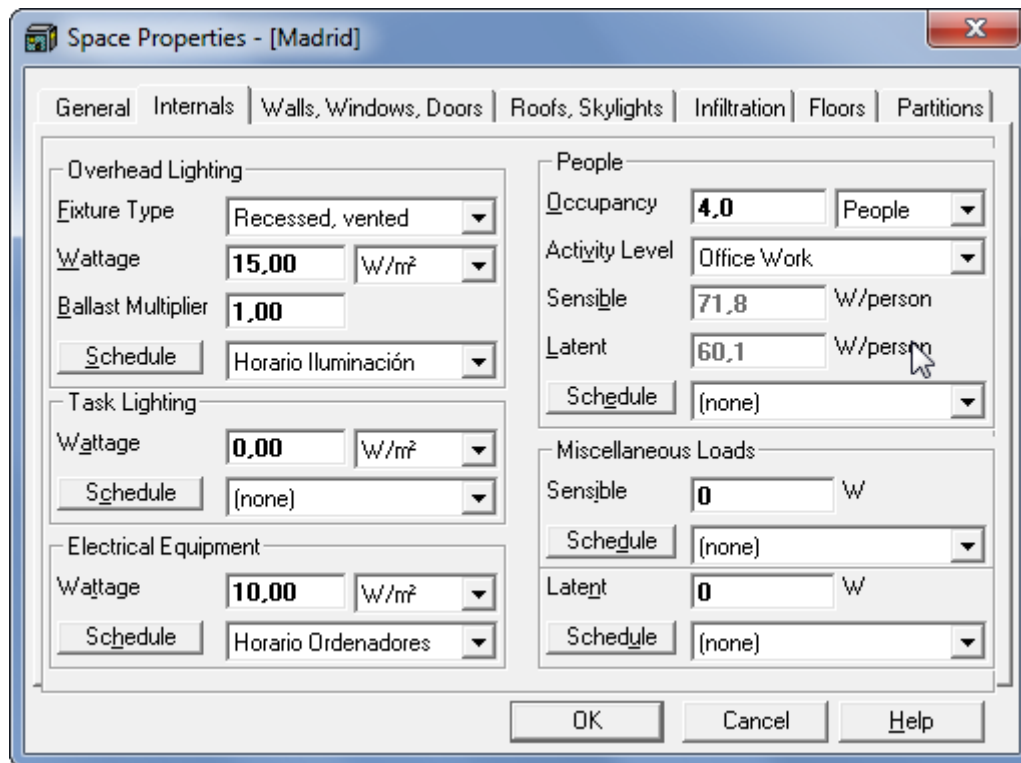 Space Properties - [Madrid]
General Internals Walls, Windows, Doors Roofs, Skylights Infiltration Floors Partitions
Overhead Lighting
Fixture Type Recessed, vented
Wattage 15,00 W/m²
Ballast Multiplier 1,00
Schedule Horario Iluminación
Task Lighting
Wattage 0,00 W/m²
Schedule (none)
Electrical Equipment
Wattage 10,00 W/m²
Schedule Horario Ordenadores
People
Occupancy 4,0 People
Activity Level Office Work
Sensible 71,8 W/person
Latent 60,1 W/person
Schedule (none)
Miscellaneous Loads
Sensible 0 W
Schedule (none)
Latent 0 W
Schedule (none)
OK Cancel Help